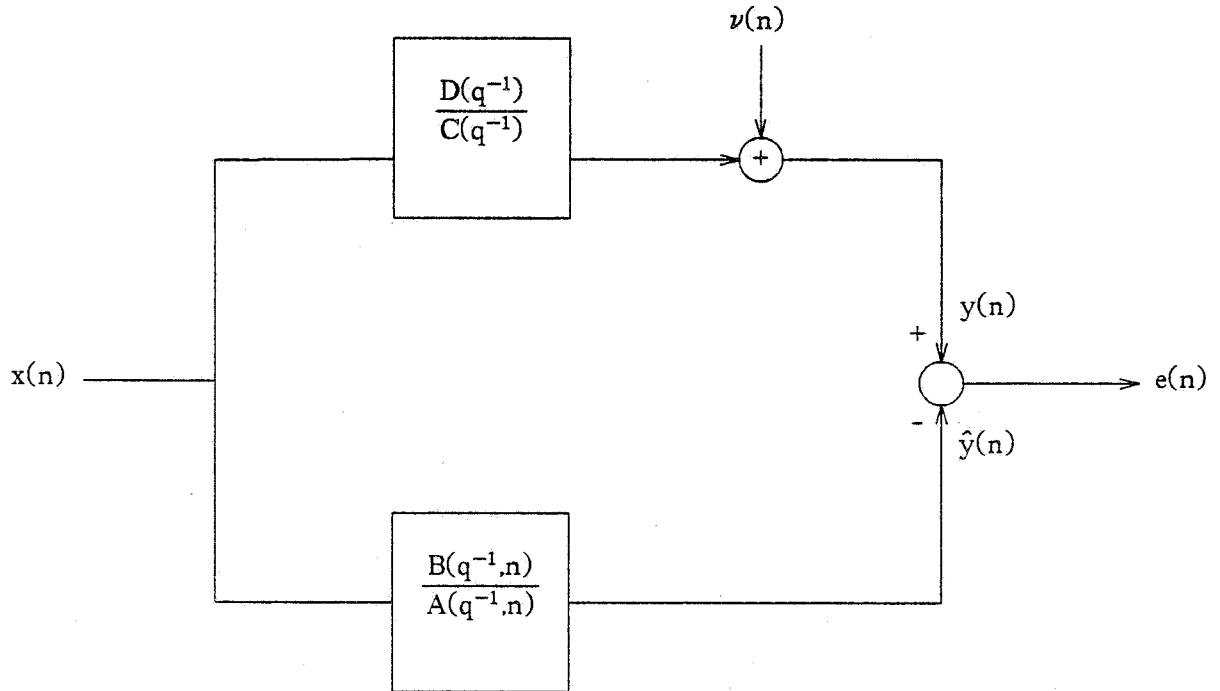 ν(n)
D(q⁻¹)
C(q⁻¹)
+
y(n)
+
x(n)
e(n)
-
ŷ(n)
B(q⁻¹,n)
A(q⁻¹,n)